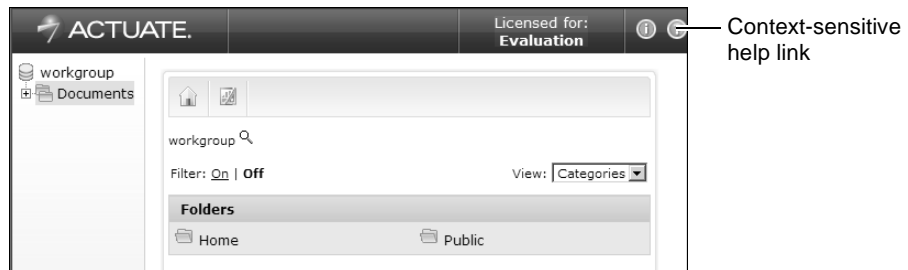 ACTUATE.
Licensed for:
Evaluation
Context-sensitive
help link
workgroup
Documents
workgroup
Filter: On | Off
View: Categories
Folders
Home
Public